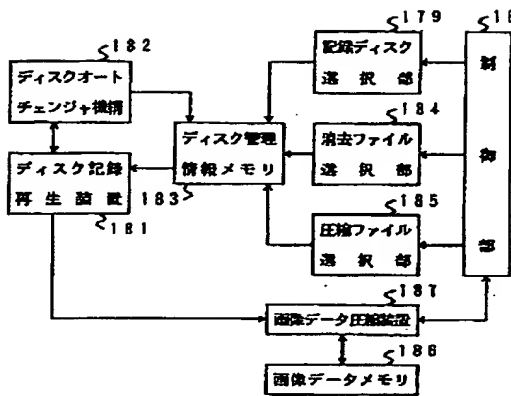 182
ディスクオート
チェンジャ機構
ディスク記録
再生装置
181
ディスク管理
情報メモリ
183
179
記録ディスク
選択部
184
消去ファイル
選択部
185
圧縮ファイル
選択部
18
制御部
187
画像データ圧縮装置
186
画像データメモリ